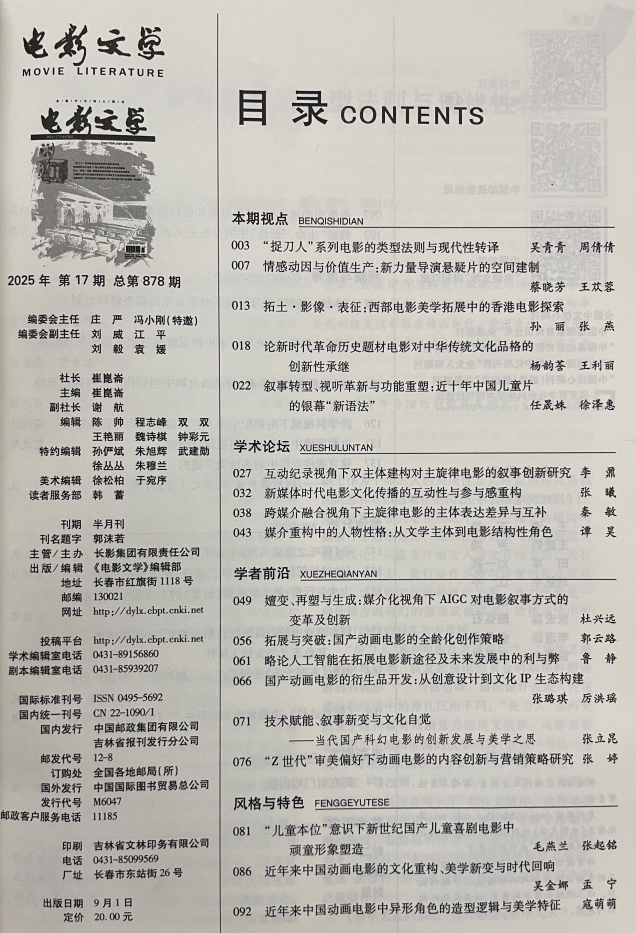 电影文学
MOVIE LITERATURE
电影文学
2025年 第17期 总第878期
编委会主任 庄严 冯小刚(特邀)
编委会副主任 刘威 江平
刘毅 袁媛
社长 崔崑崙
主编 崔崑崙
副社长 谢航
编辑 陈帅 程志峰 双双
王艳丽 魏诗棋 钟彩元
特约编辑 孙俨斌 朱旭辉 武建勋
徐丛丛 朱穆兰
美术编辑 徐松柏 于宛序
读者服务部 韩蓄
刊期 半月刊
刊名题字 郭沫若
主管/主办 长影集团有限责任公司
出版/编辑 《电影文学》编辑部
地址 长春市红旗街1118号
邮编 130021
网址 http://dylx.cbpt.cnki.net
投稿平台 http://dylx.cbpt.cnki.net
学术编辑室电话 0431-89156860
剧本编辑室电话 0431-85939207
国际标准刊号 ISSN 0495-5692
国内统一刊号 CN 22-1090/I
国内发行 中国邮政集团有限公司
吉林省报刊发行分公司
邮发代号 12-8
订购处 全国各地邮局(所)
国外发行 中国国际图书贸易总公司
发行代号 M6047
邮政客户服务电话 11185
印刷 吉林省文林印务有限公司
电话 0431-85099569
厂址 长春市东站街26号
出版日期 9月1日
定价 20.00元
目录 CONTENTS
本期视点 BENQISHIDIAN
003 “捉刀人”系列电影的类型法则与现代性转译 吴青青 周倩倩
007 情感动因与价值生产:新力量导演悬疑片的空间建制
蔡晓芳 王苡蓉
013 拓土·影像·表征:西部电影美学拓展中的香港电影探索
孙丽 张燕
018 论新时代革命历史题材电影对中华传统文化品格的
创新性承继 杨韵莟 王利丽
022 叙事转型、视听革新与功能重塑:近十年中国儿童片
的银幕“新语法” 任晟姝 徐泽惠
学术论坛 XUESHULUNTAN
027 互动纪录视角下双主体建构对主旋律电影的叙事创新研究 李鼐
032 新媒体时代电影文化传播的互动性与参与感重构 张曦
038 跨媒介融合视角下主旋律电影的主体表达差异与互补 秦敏
043 媒介重构中的人物性格:从文学主体到电影结构性角色 谭昊
学者前沿 XUEZHEQIANYAN
049 嬗变、再塑与生成:媒介化视角下AIGC对电影叙事方式的
变革及创新 杜兴远
056 拓展与突破:国产动画电影的全龄化创作策略 郭云路
061 略论人工智能在拓展电影新途径及未来发展中的利与弊 鲁静
066 国产动画电影的衍生品开发:从创意设计到文化IP生态构建
张璐琪 厉洪瑶
071 技术赋能、叙事新变与文化自觉
——当代国产科幻电影的创新发展与美学之思 张立昆
076 “Z世代”审美偏好下动画电影的内容创新与营销策略研究 张婷
风格与特色 FENGGEYUTESE
081 “儿童本位”意识下新世纪国产儿童喜剧电影中
顽童形象塑造 毛燕兰 张起铭
086 近年来中国动画电影的文化重构、美学新变与时代回响
吴金娜 孟宁
092 近年来中国动画电影中异形角色的造型逻辑与美学特征 寇萌萌